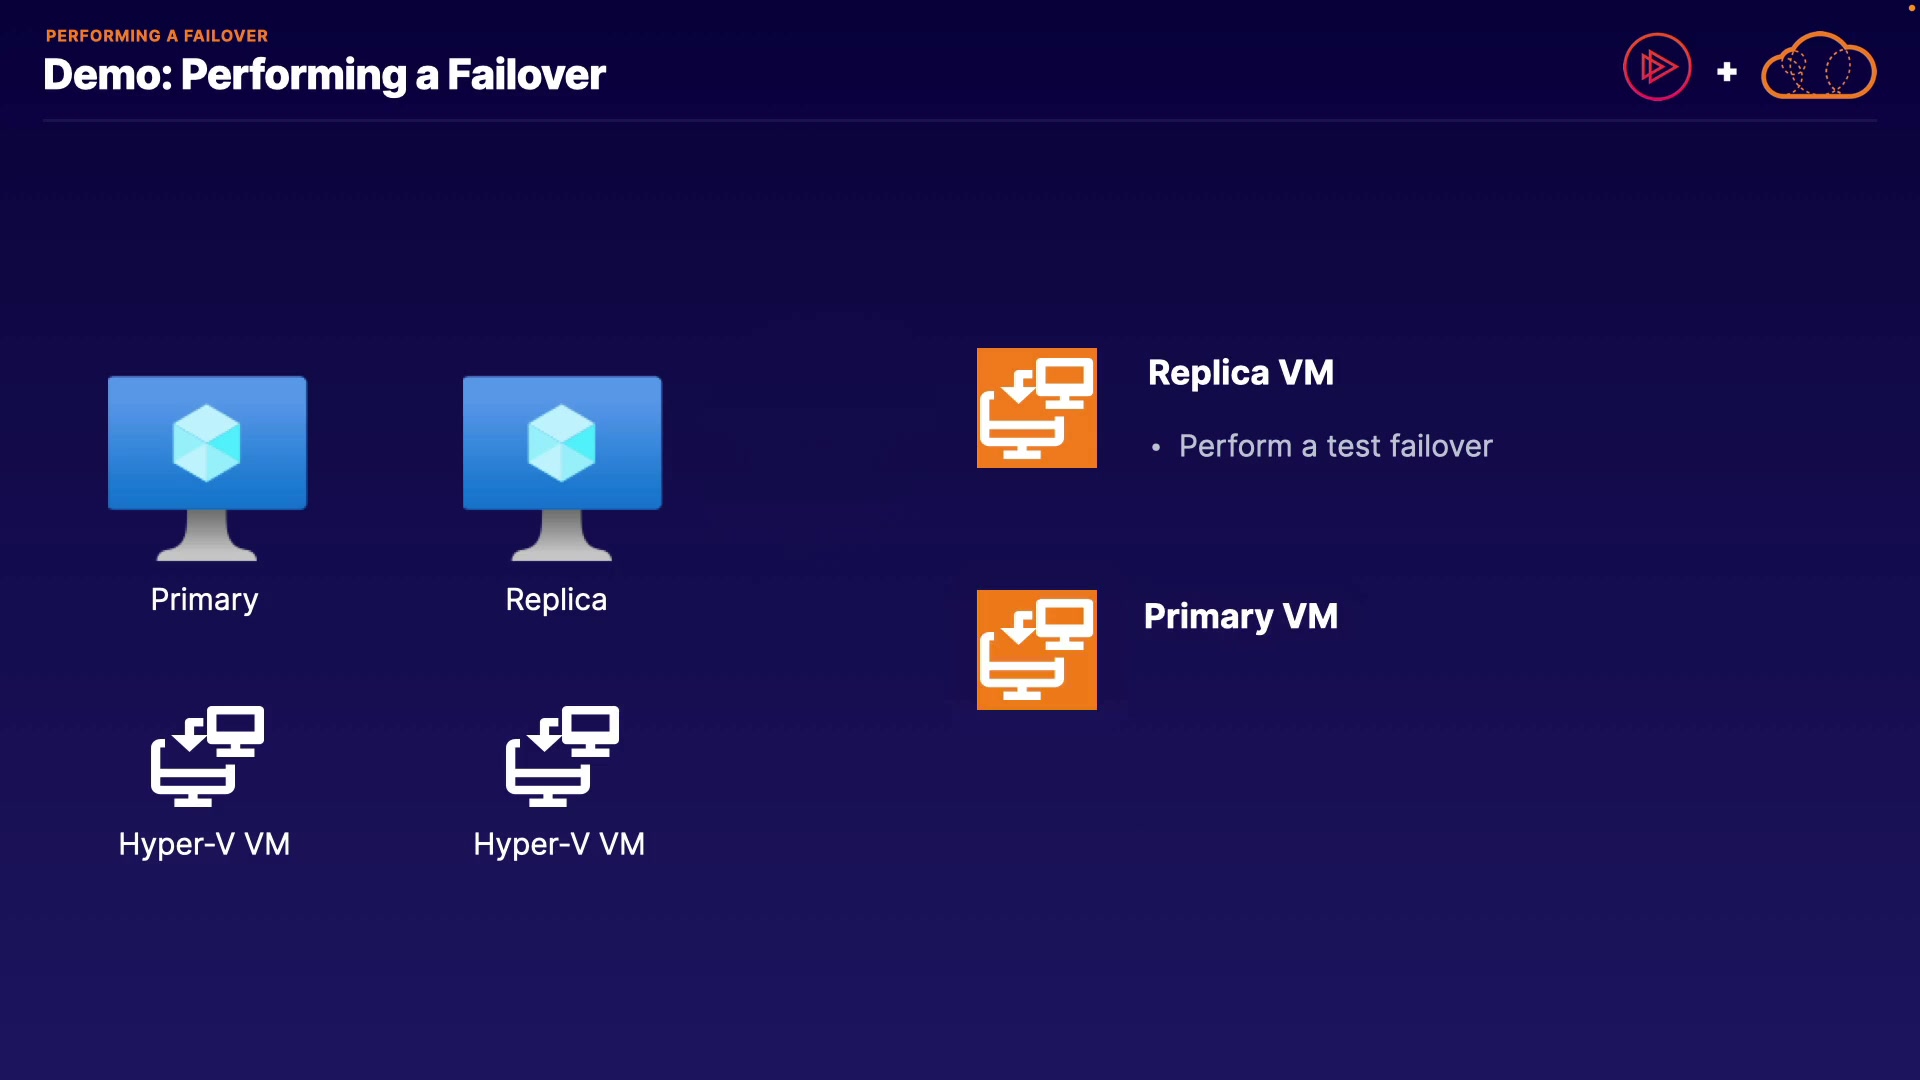 PERFORMING A FAILOVER
Demo: Performing a Failover
Primary
Replica
Hyper-V VM
Hyper-V VM
Replica VM
• Perform a test failover
Primary VM